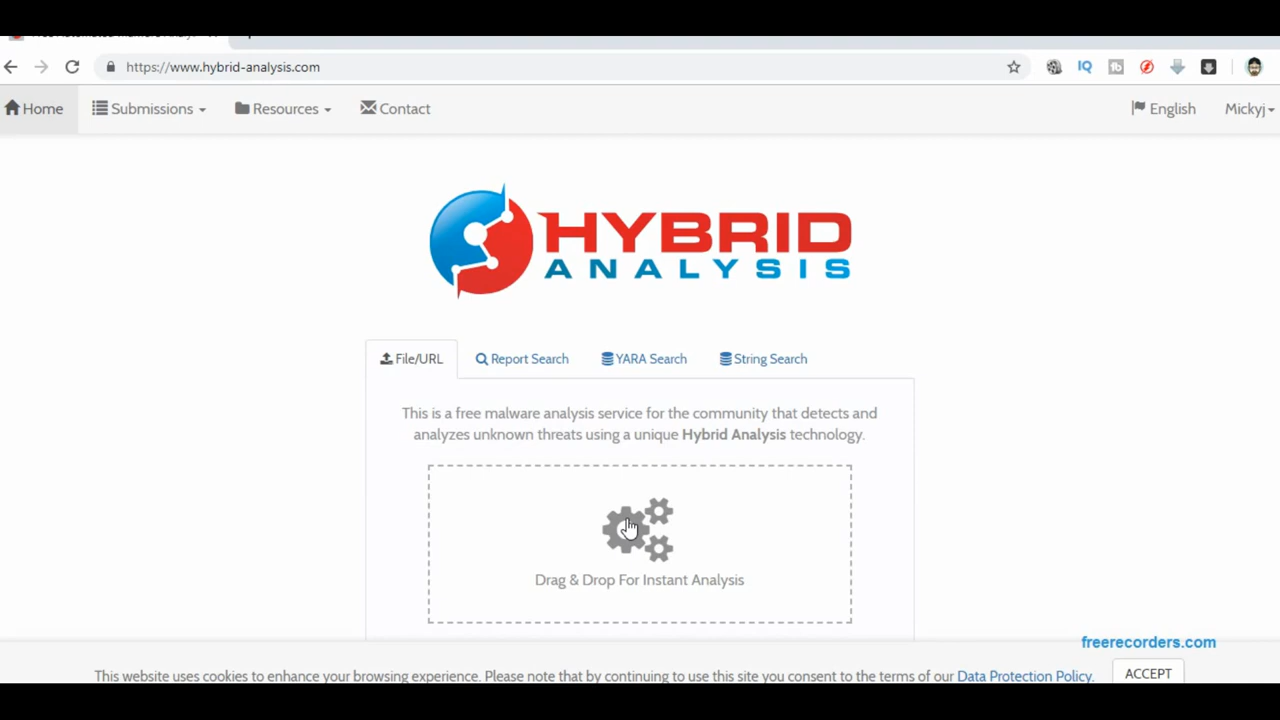 https://www.hybrid-analysis.com
IQ
Home Submissions Resources Contact English Mickyj
HYBRID
ANALYSIS
File/URL Report Search YARA Search String Search
This is a free malware analysis service for the community that detects and
analyzes unknown threats using a unique Hybrid Analysis technology.
Drag & Drop For Instant Analysis
freerecorders.com
This website uses cookies to enhance your browsing experience. Please note that by continuing to use this site you consent to the terms of our Data Protection Policy. ACCEPT